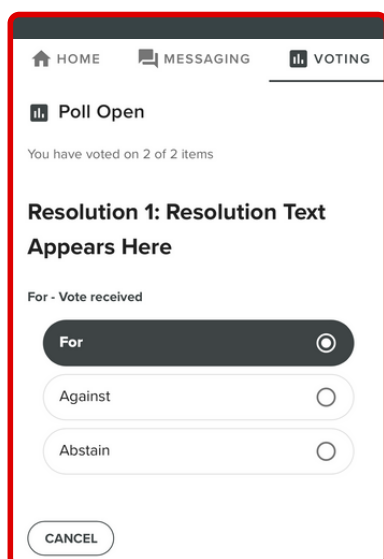 HOME MESSAGING VOTING
Poll Open
You have voted on 2 of 2 items
Resolution 1: Resolution Text
Appears Here
For - Vote received
For
Against
Abstain
CANCEL